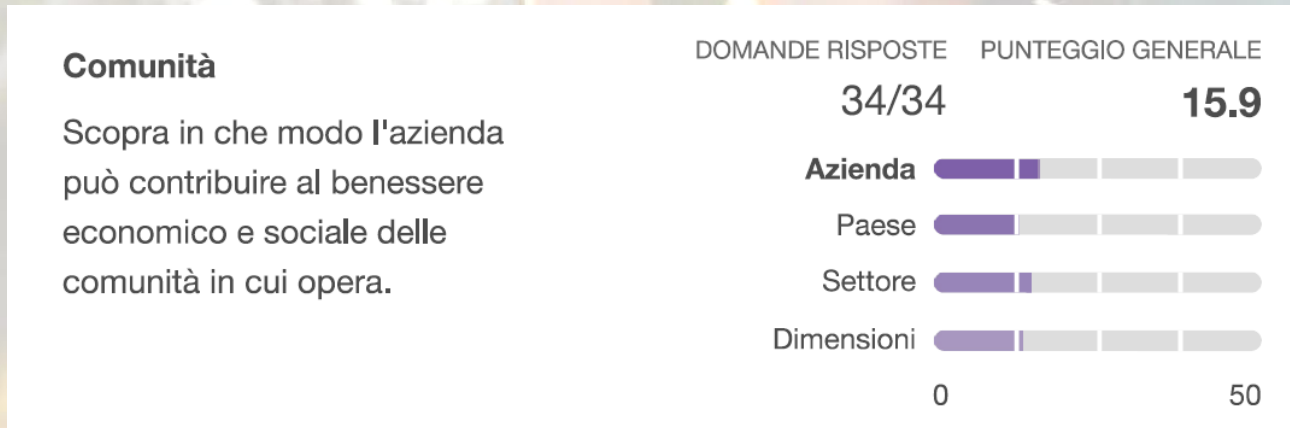 Comunità
Scopra in che modo l'azienda
può contribuire al benessere
economico e sociale delle
comunità in cui opera.
DOMANDE RISPOSTE
34/34
PUNTEGGIO GENERALE
15.9
Azienda
Paese
Settore
Dimensioni
0 50